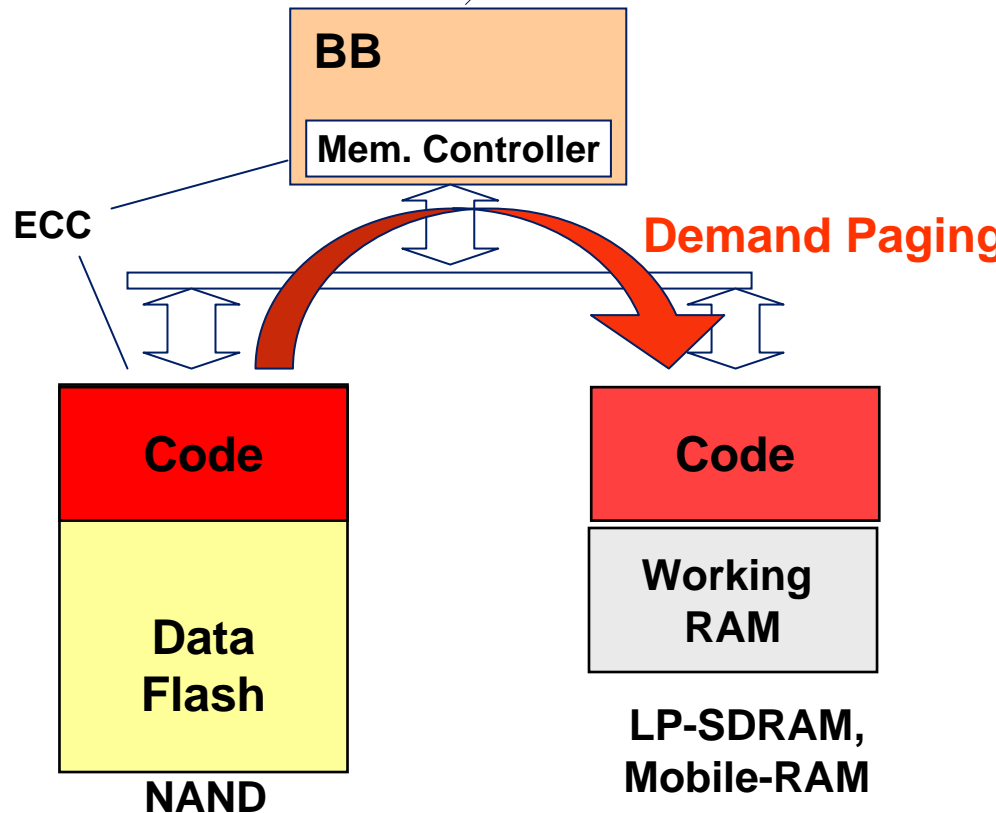 BB
Mem. Controller
ECC
Demand Paging
Code
Data
Flash
NAND
Code
Working
RAM
LP-SDRAM,
Mobile-RAM